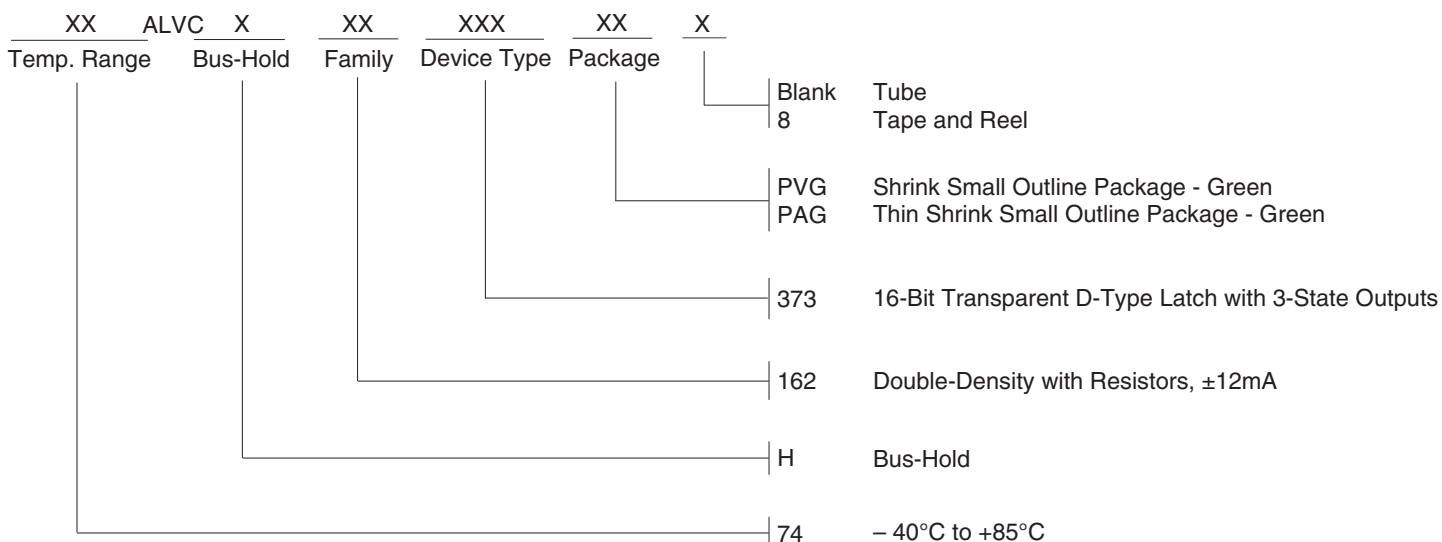 XX ALVC X XX XXX XX X
Temp. Range Bus-Hold Family Device Type Package
Blank Tube
8 Tape and Reel
PVG Shrink Small Outline Package - Green
PAG Thin Shrink Small Outline Package - Green
373 16-Bit Transparent D-Type Latch with 3-State Outputs
162 Double-Density with Resistors, ±12mA
H Bus-Hold
74 – 40°C to +85°C